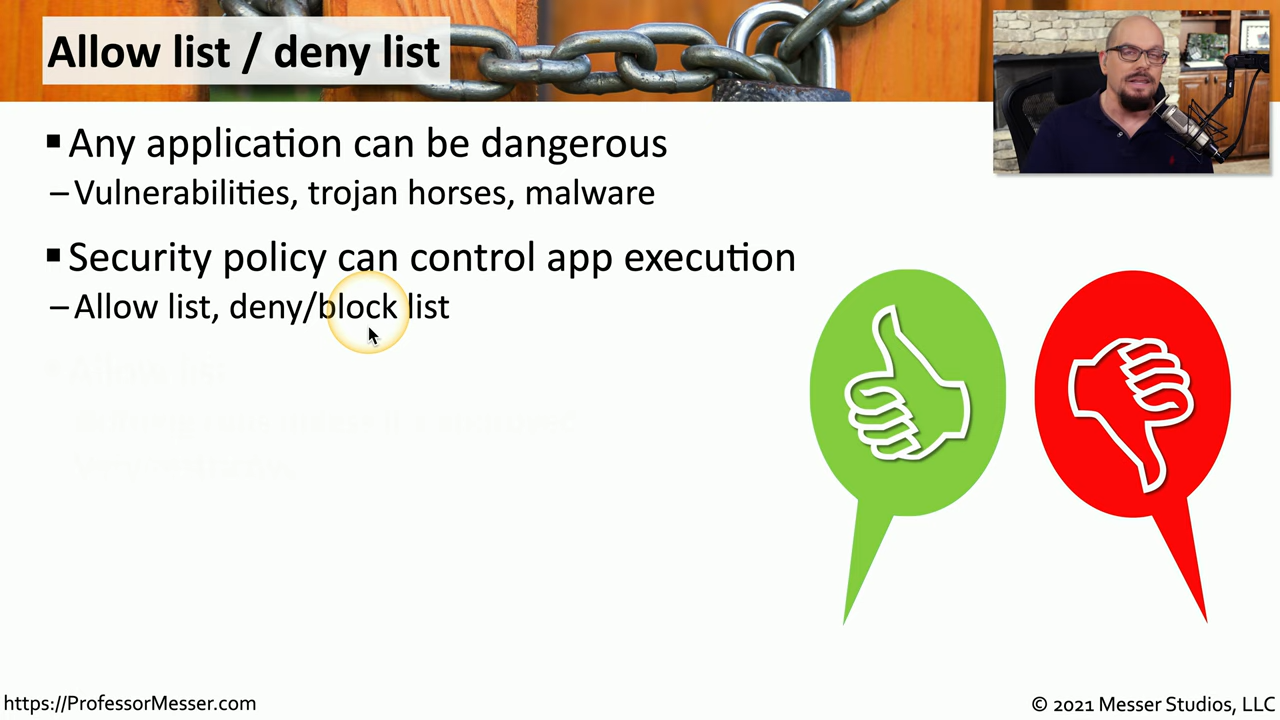 Allow list / deny list
▪ Any application can be dangerous
– Vulnerabilities, trojan horses, malware
▪ Security policy can control app execution
– Allow list, deny/block list
https://ProfessorMesser.com
© 2021 Messer Studios, LLC